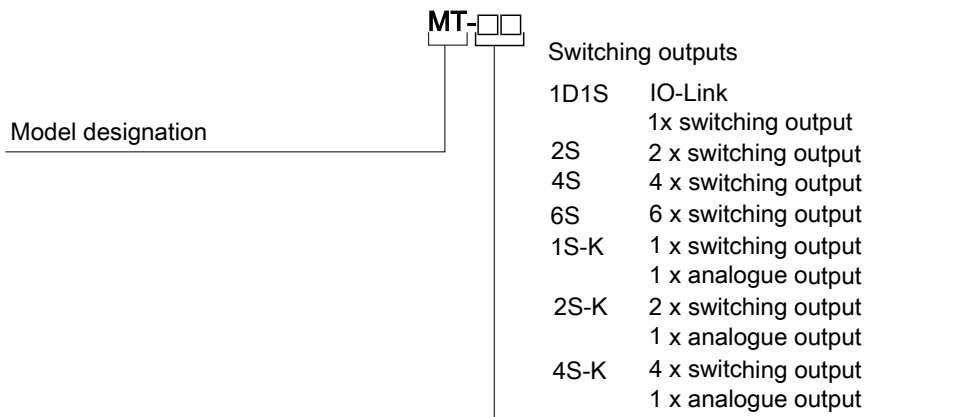 MT-□□
Switching outputs
1D1S IO-Link
1x switching output
Model designation
2S 2 x switching output
4S 4 x switching output
6S 6 x switching output
1S-K 1 x switching output
1 x analogue output
2S-K 2 x switching output
1 x analogue output
4S-K 4 x switching output
1 x analogue output